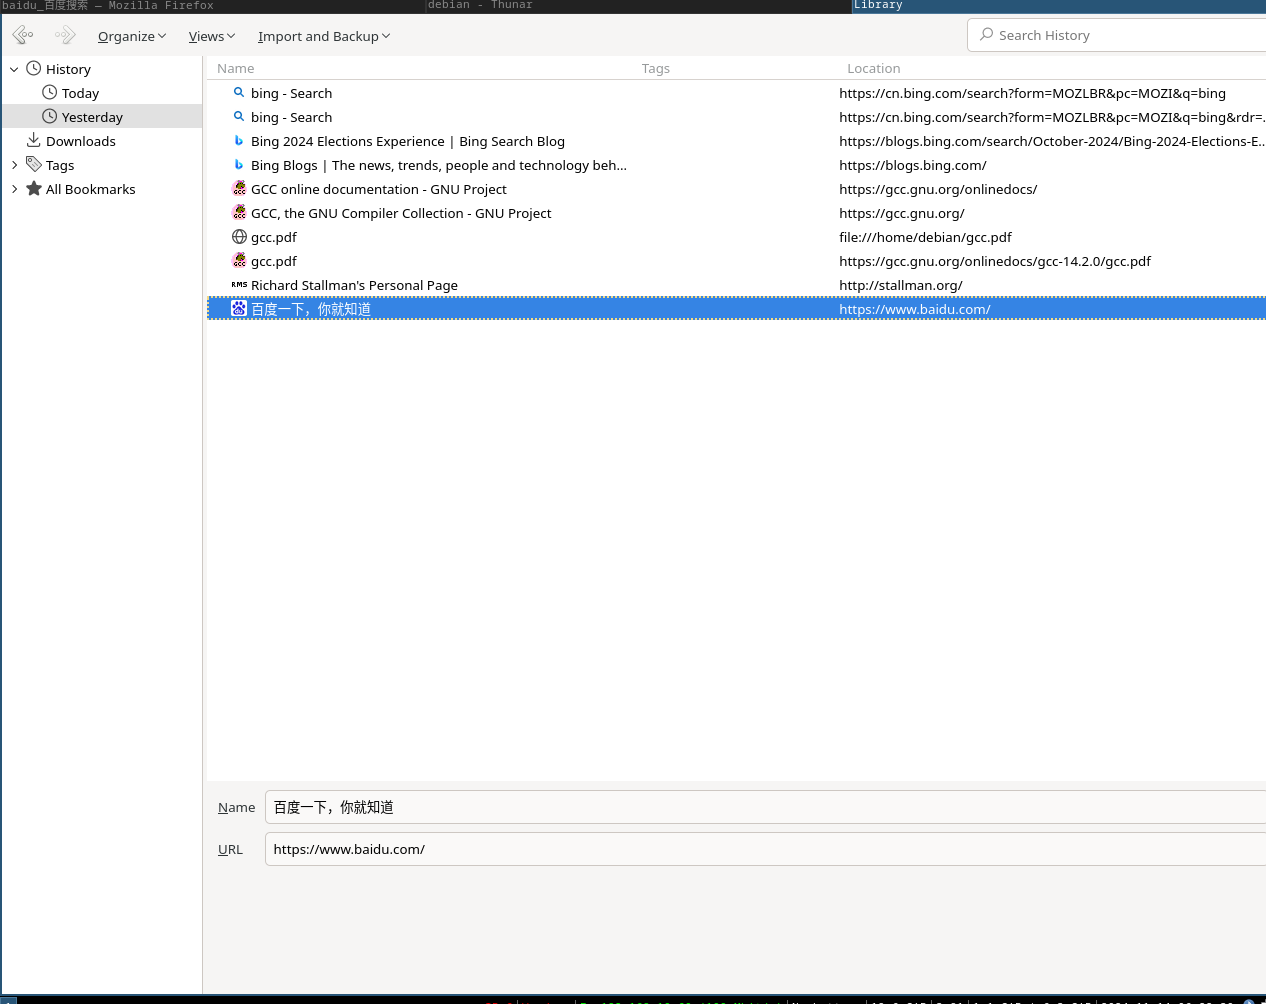 baidu_百度搜索 — Mozilla Firefox
debian - Thunar
Library
Organize
Views
Import and Backup
Search History
History
Today
Yesterday
Downloads
Tags
All Bookmarks
Name Tags Location
bing - Search https://cn.bing.com/search?form=MOZLBR&pc=MOZI&q=bing
bing - Search https://cn.bing.com/search?form=MOZLBR&pc=MOZI&q=bing&rdr=.
Bing 2024 Elections Experience | Bing Search Blog https://blogs.bing.com/search/October-2024/Bing-2024-Elections-E..
Bing Blogs | The news, trends, people and technology beh... https://blogs.bing.com/
GCC online documentation - GNU Project https://gcc.gnu.org/onlinedocs/
GCC, the GNU Compiler Collection - GNU Project https://gcc.gnu.org/
gcc.pdf file:///home/debian/gcc.pdf
gcc.pdf https://gcc.gnu.org/onlinedocs/gcc-14.2.0/gcc.pdf
RMS Richard Stallman's Personal Page http://stallman.org/
百度一下，你就知道 https://www.baidu.com/
Name 百度一下，你就知道
URL https://www.baidu.com/